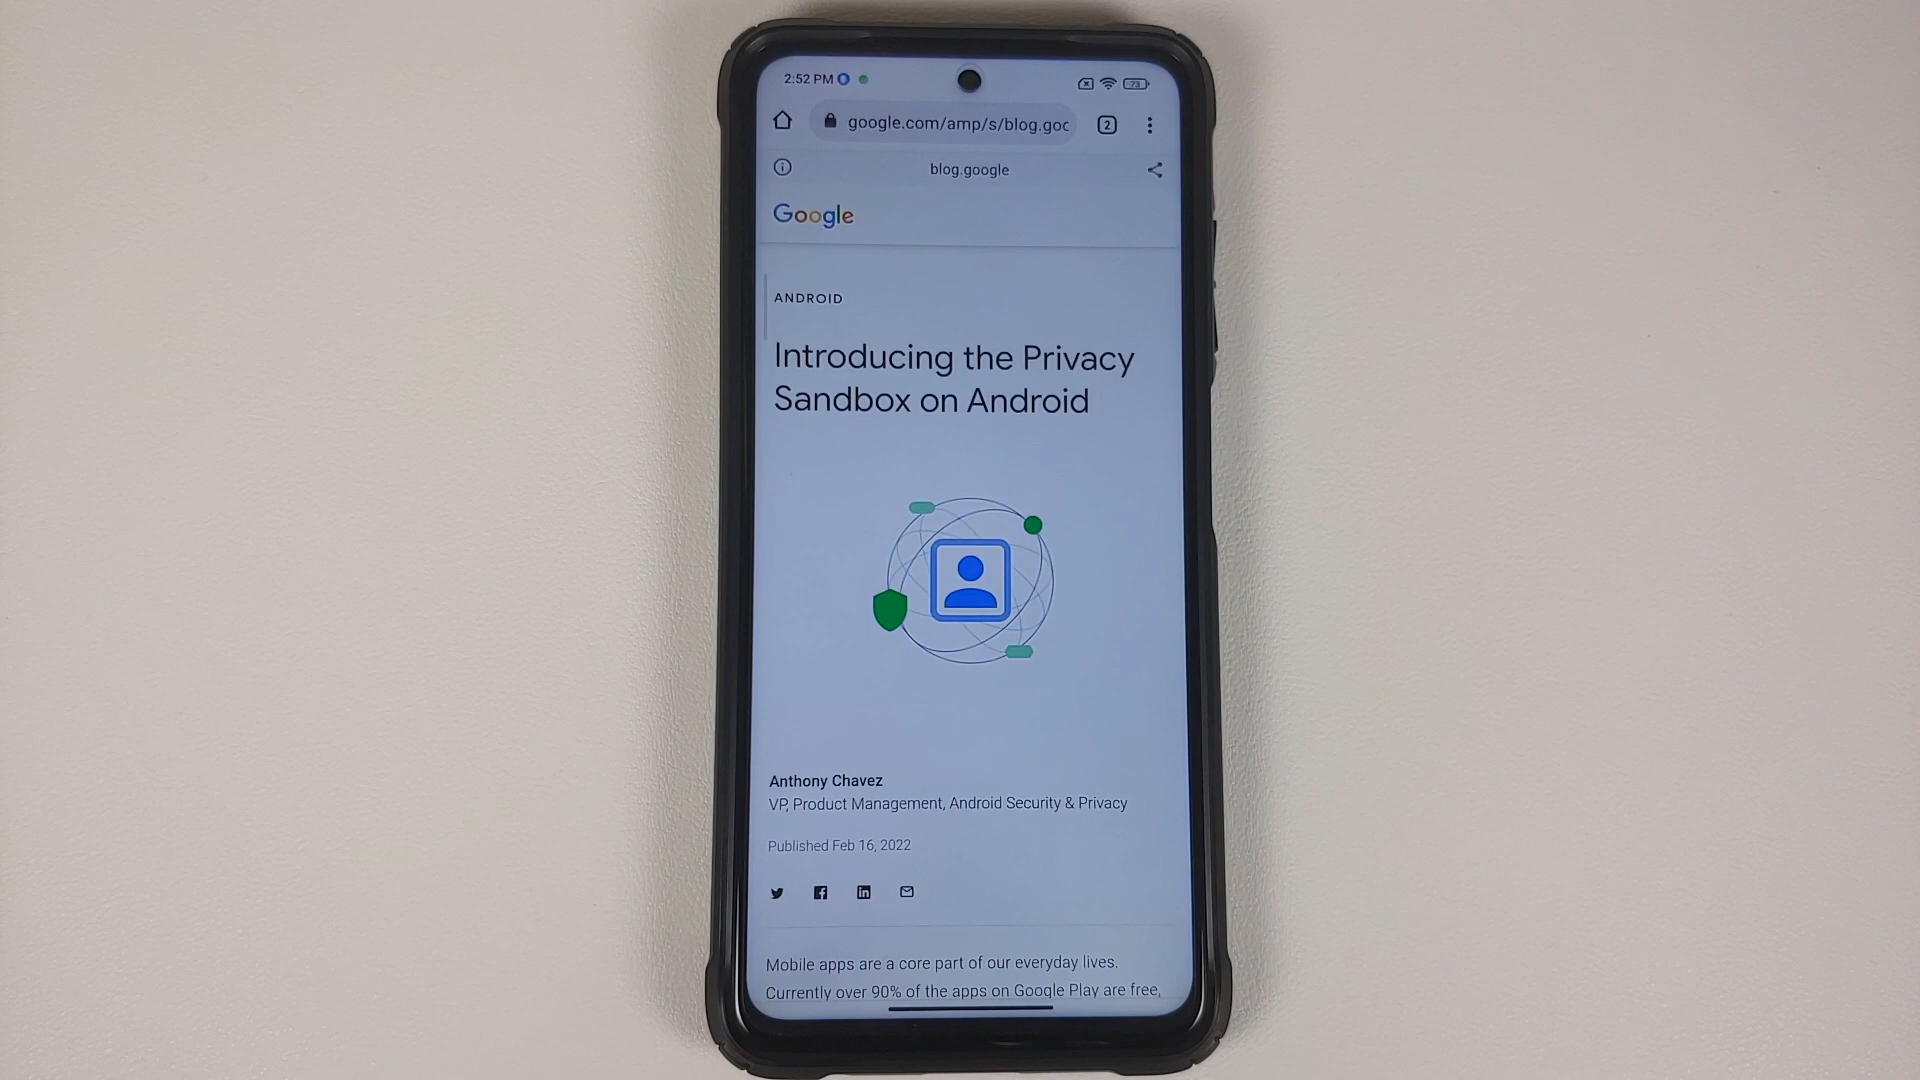 2:52 PM
73
google.com/amp/s/blog.goo
2
blog.google
Google
ANDROID
Introducing the Privacy
Sandbox on Android
Anthony Chavez
VP, Product Management, Android Security & Privacy
Published Feb 16, 2022
Mobile apps are a core part of our everyday lives.
Currently over 90% of the apps on Google Play are free,